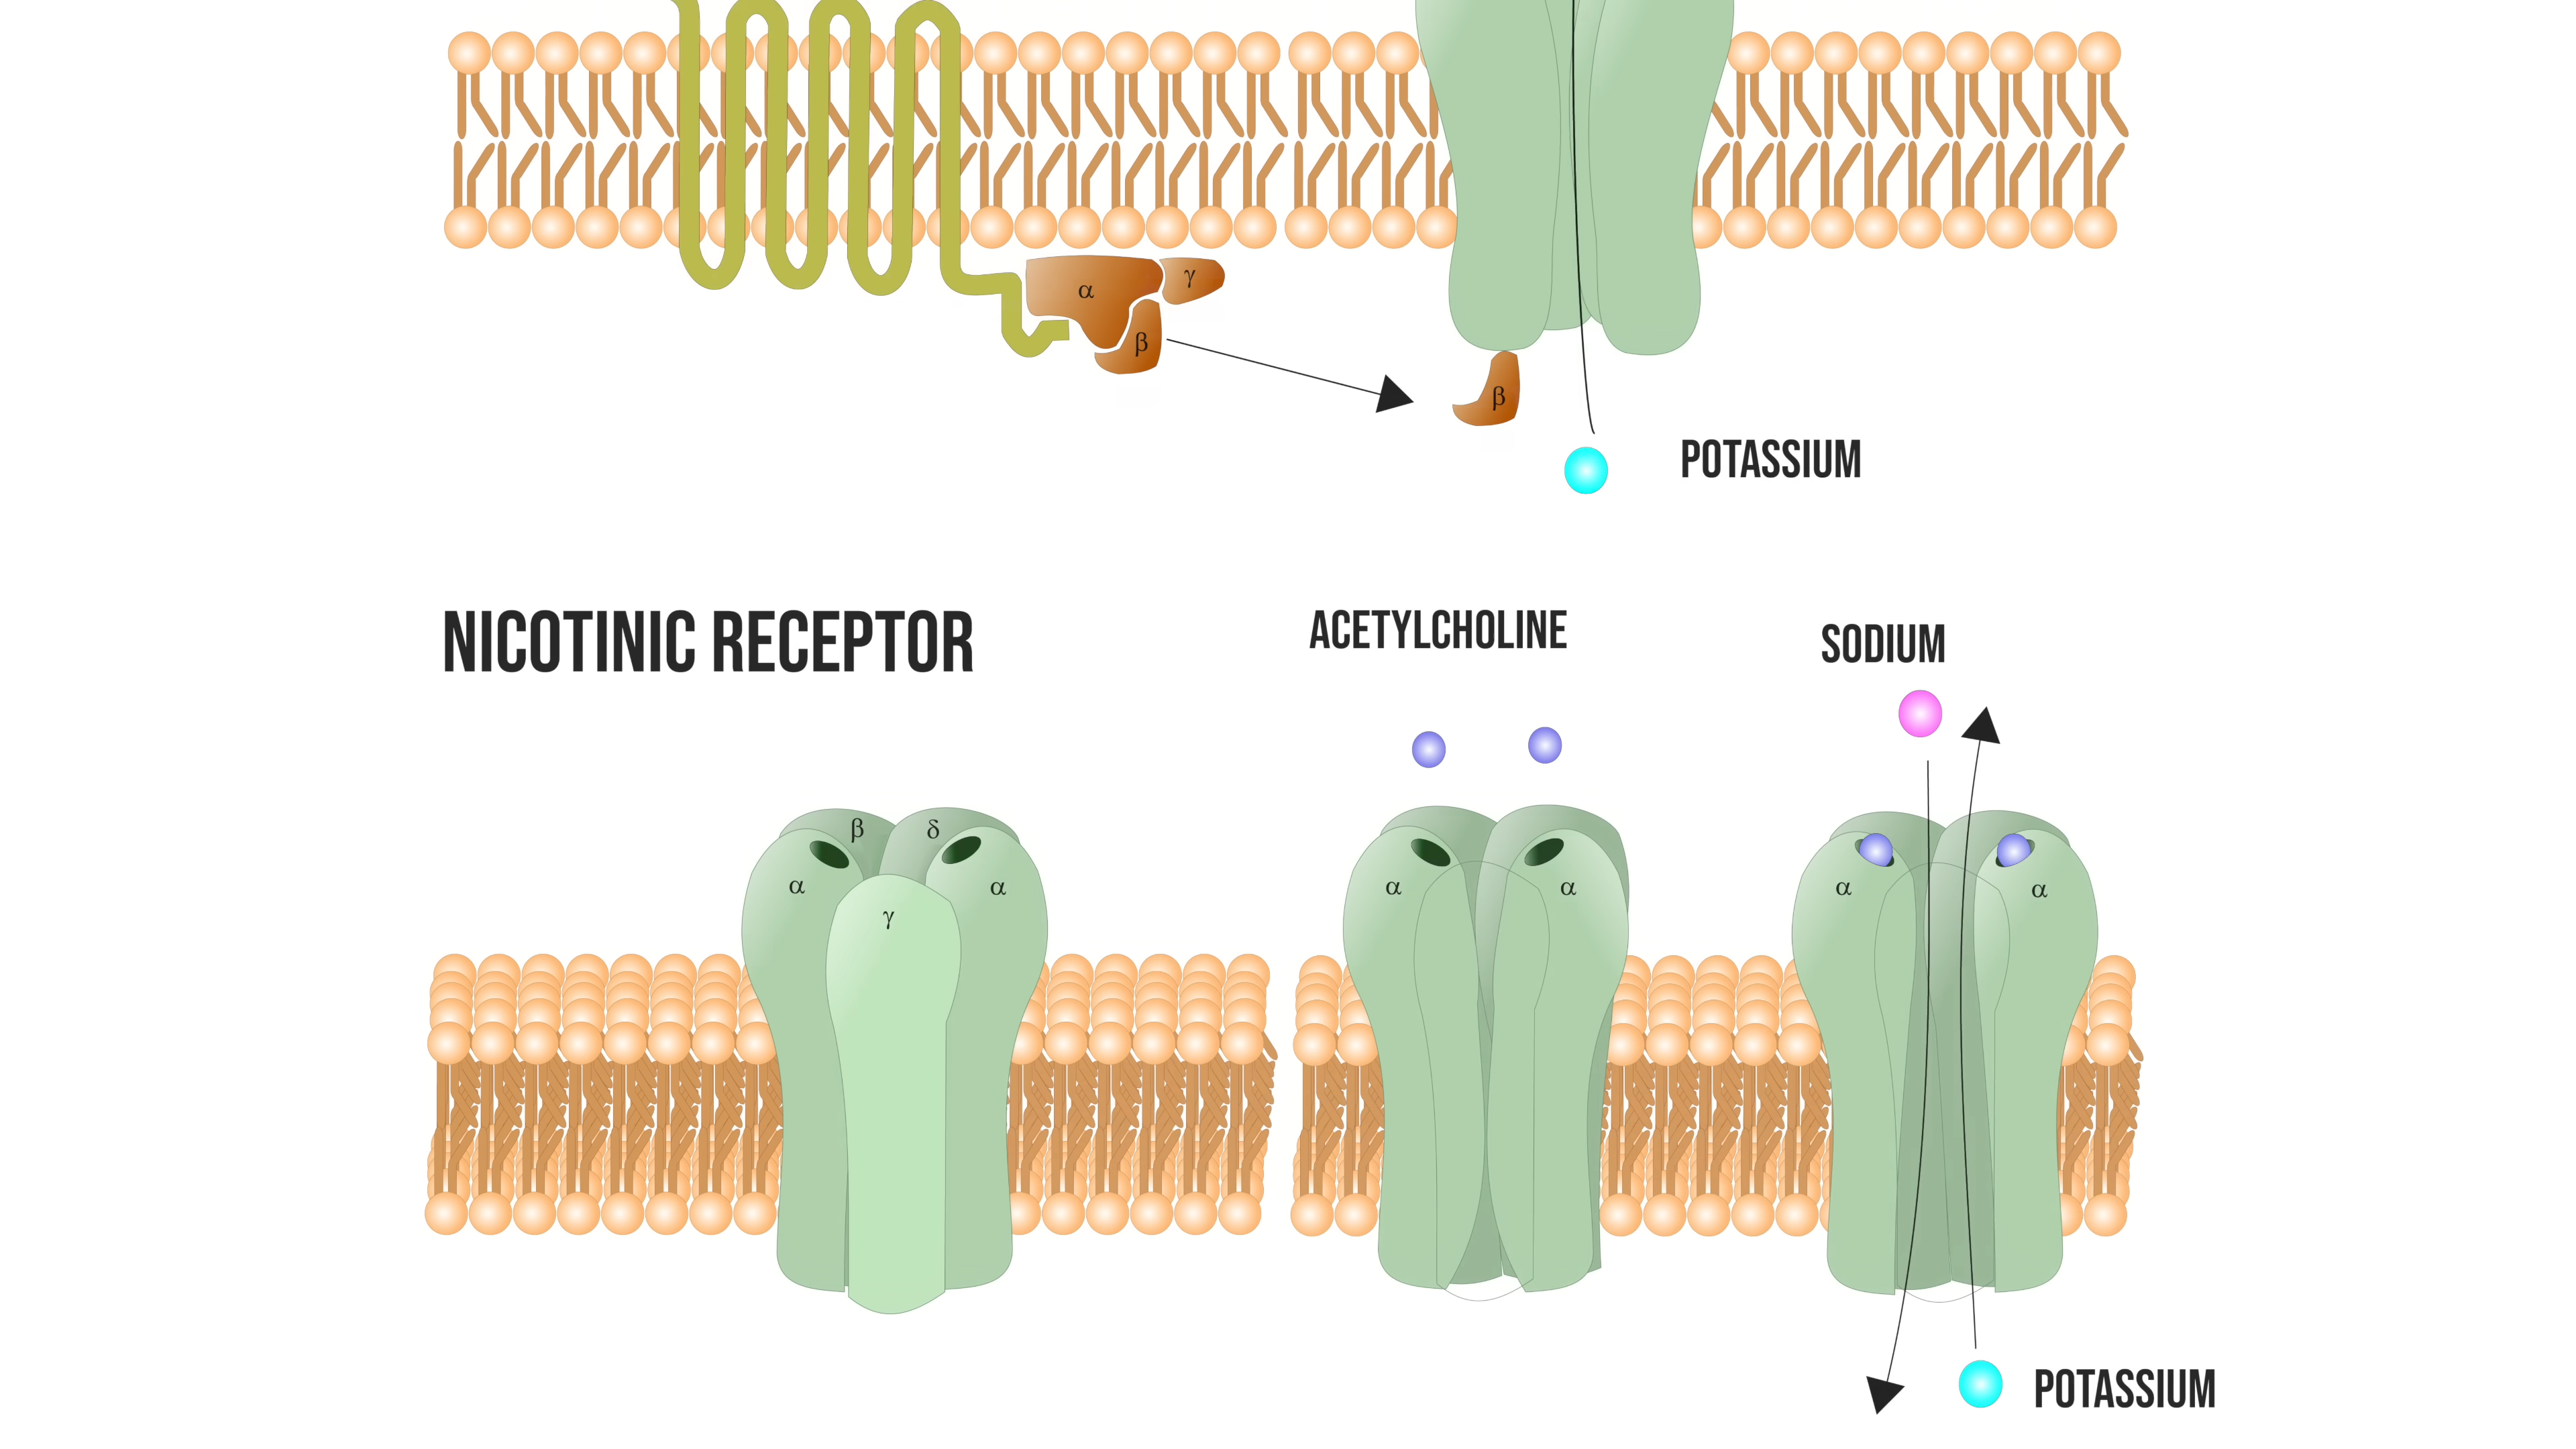 α
γ
β
β
POTASSIUM
NICOTINIC RECEPTOR
ACETYLCHOLINE
SODIUM
β
δ
α
α
γ
α
α
α
α
POTASSIUM